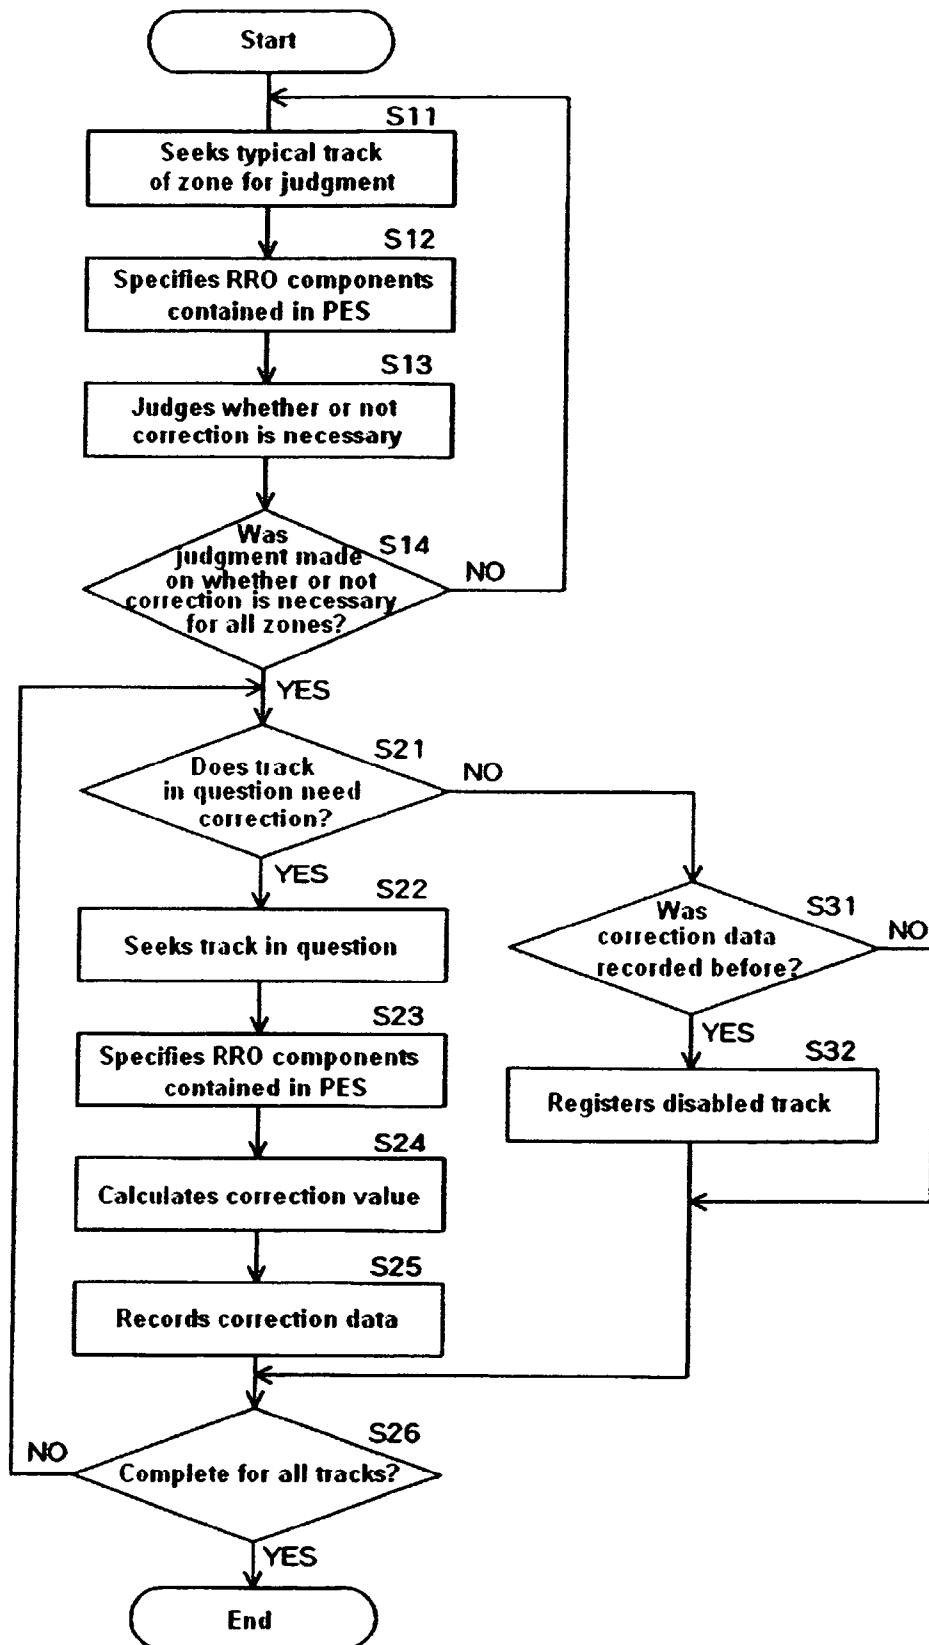 Start
S11
Seeks typical track
of zone for judgment
S12
Specifies RRO components
contained in PES
S13
Judges whether or not
correction is necessary
S14
Was
judgment made
on whether or not
correction is necessary
for all zones?
NO
YES
S21
Does track
in question need
correction?
NO
YES
S22
Seeks track in question
S23
Specifies RRO components
contained in PES
S24
Calculates correction value
S25
Records correction data
S31
Was
correction data
recorded before?
NO
YES
S32
Registers disabled track
S26
Complete for all tracks?
NO
YES
End